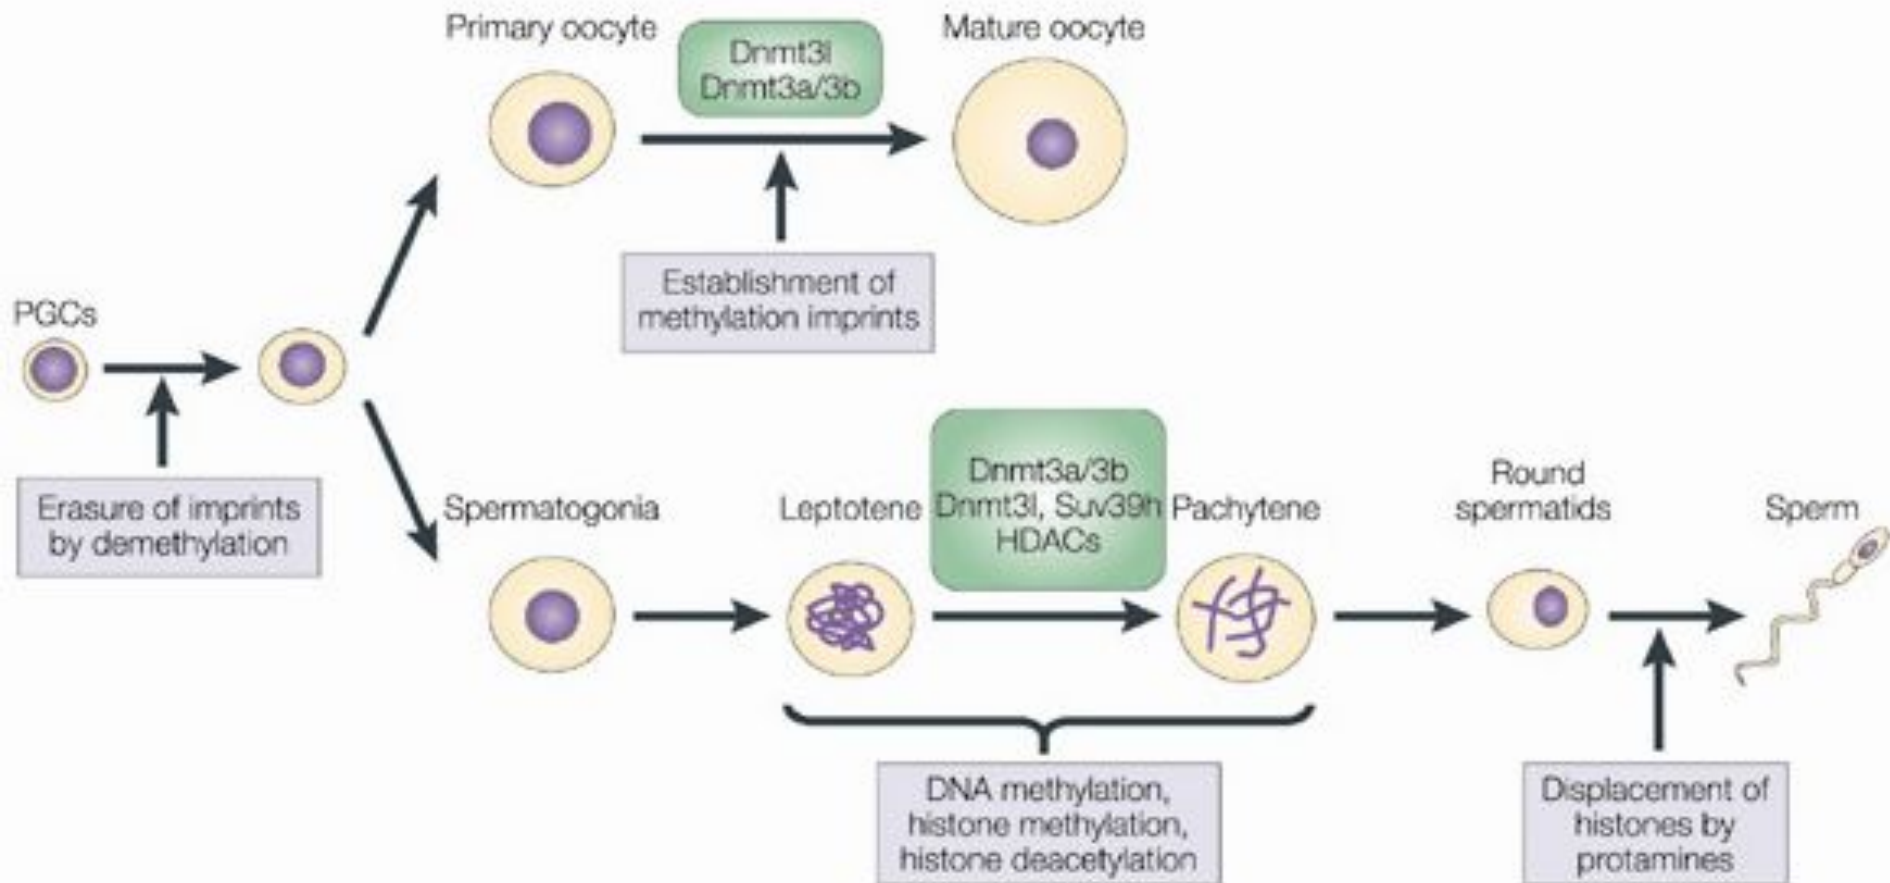 Primary oocyte
Dnmt3l
Dnmt3a/3b
Mature oocyte
Establishment of
methylation imprints
PGCs
Erasure of imprints
by demethylation
Spermatogonia
Leptotene
Dnmt3a/3b
Dnmt3l, Suv39h
HDACs
Pachytene
Round
spermatids
Sperm
DNA methylation,
histone methylation,
histone deacetylation
Displacement of
histones by
protamines